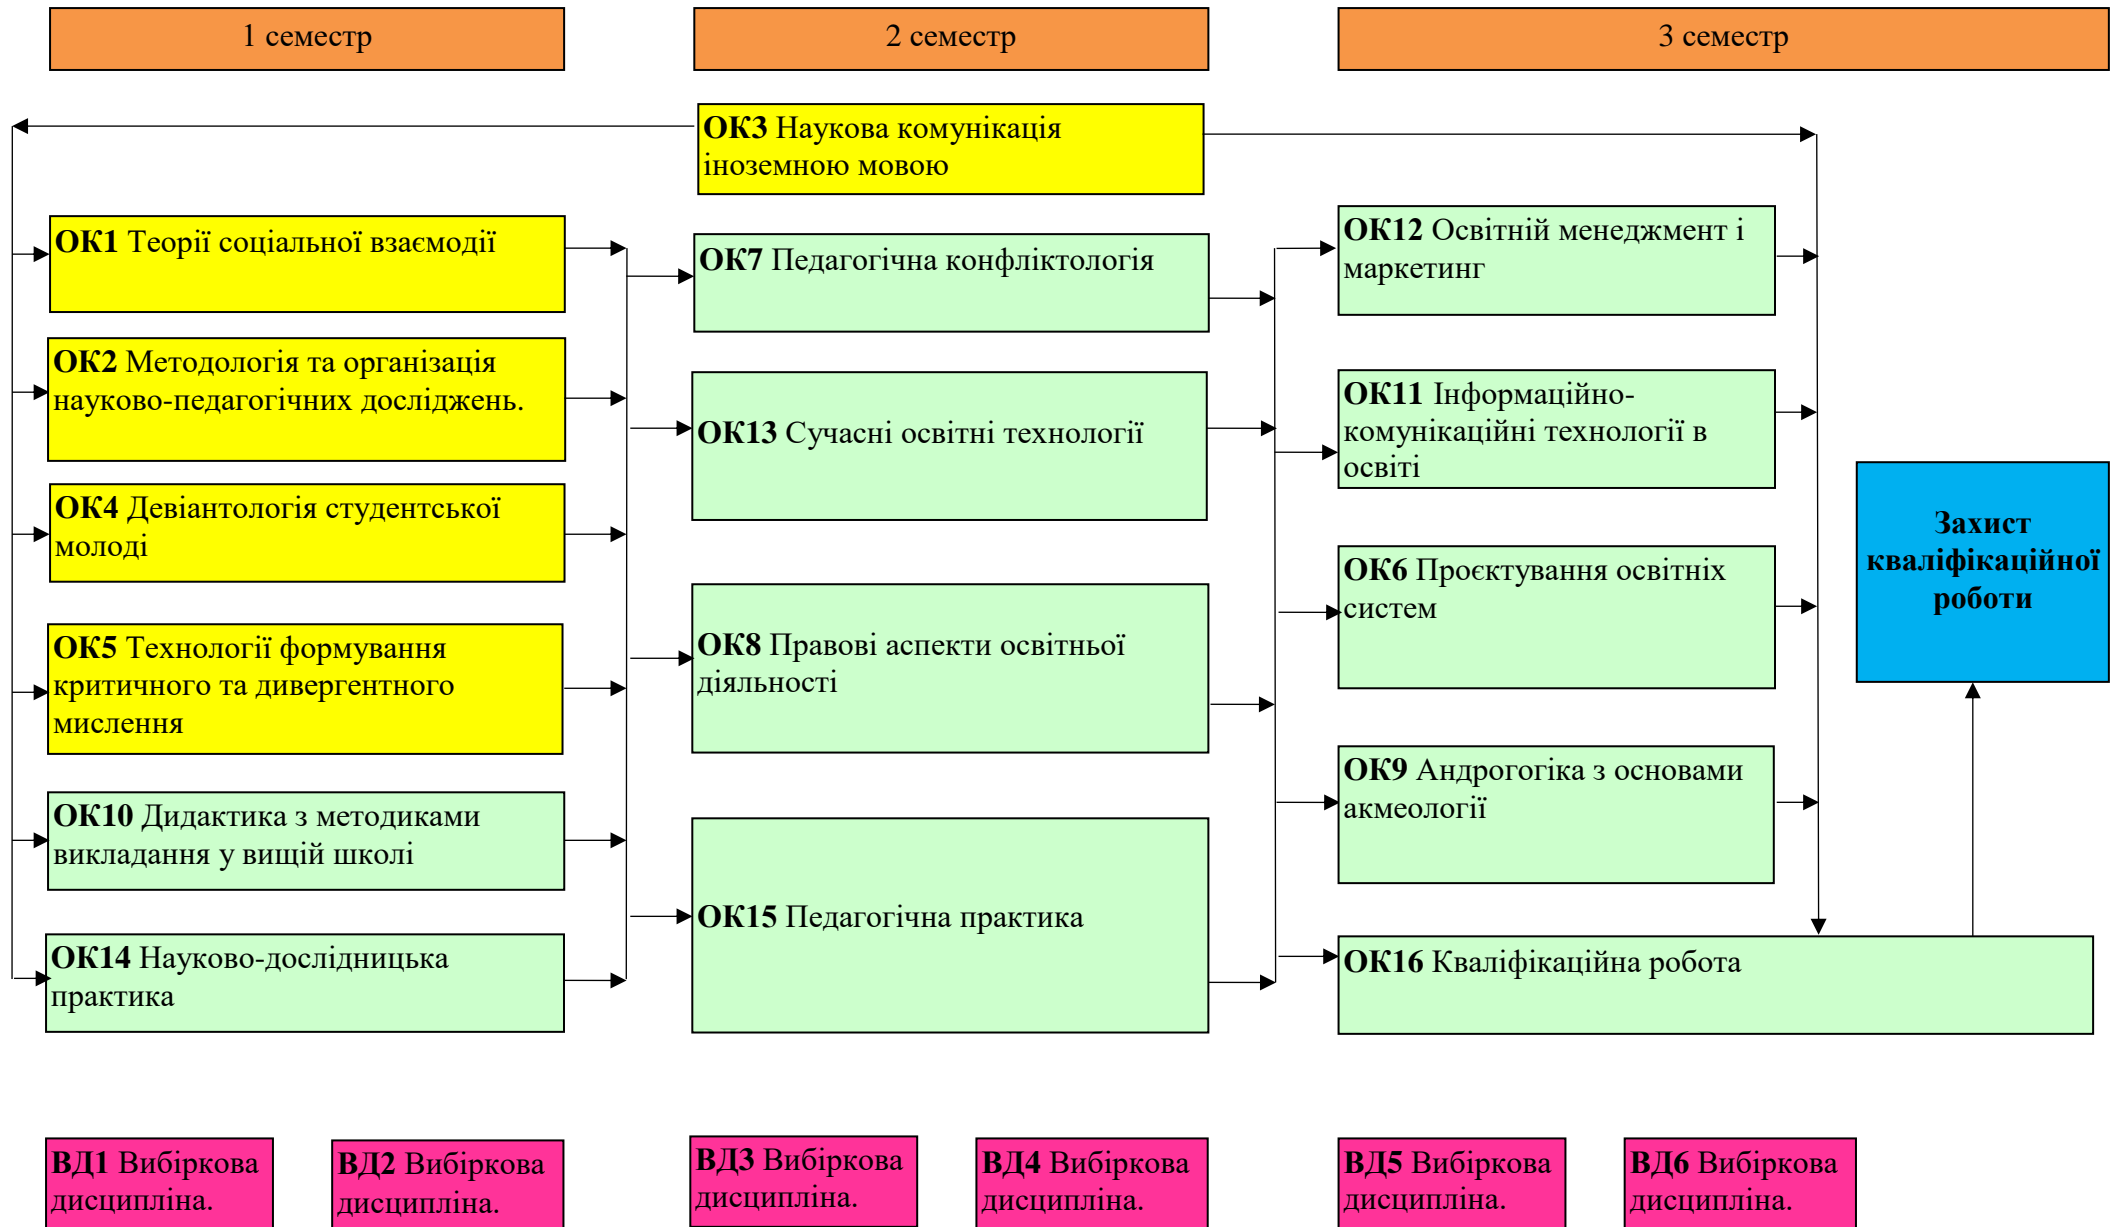 1 семестр
2 семестр
3 семестр
ОК3 Наукова комунікація
іноземною мовою
ОК1 Теорії соціальної взаємодії
ОК2 Методологія та організація
науково-педагогічних досліджень.
ОК4 Девіантологія студентської
молоді
ОК5 Технології формування
критичного та дивергентного
мислення
ОК10 Дидактика з методиками
викладання у вищій школі
ОК14 Науково-дослідницька
практика
ОК7 Педагогічна конфліктологія
ОК13 Сучасні освітні технології
ОК8 Правові аспекти освітньої
діяльності
ОК15 Педагогічна практика
ОК12 Освітній менеджмент і
маркетинг
ОК11 Інформаційно-
комунікаційні технології в
освіті
ОК6 Проєктування освітніх
систем
ОК9 Андрогогіка з основами
акмеології
ОК16 Кваліфікаційна робота
Захист
кваліфікаційної
роботи
ВД1 Вибіркова
дисципліна.
ВД2 Вибіркова
дисципліна.
ВД3 Вибіркова
дисципліна.
ВД4 Вибіркова
дисципліна.
ВД5 Вибіркова
дисципліна.
ВД6 Вибіркова
дисципліна.